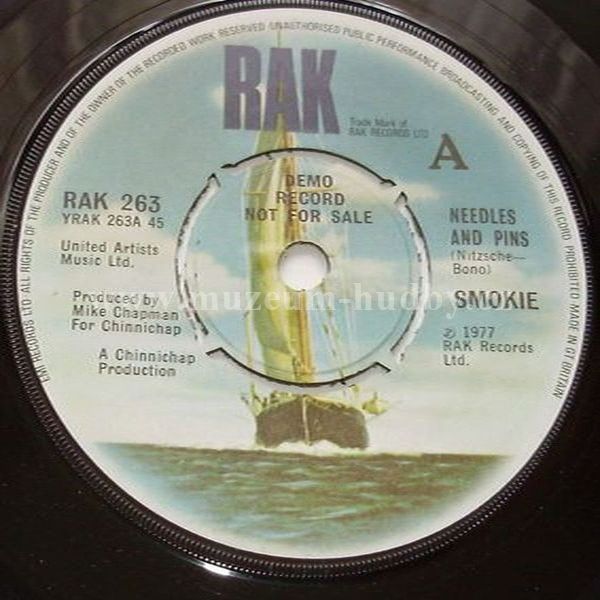 EMI RECORDS LTD ALL RIGHTS OF THE PRODUCER AND OF THE OWNER OF THE RECORDED WORK RESERVED UNAUTHORISED PUBLIC PERFORMANCE BROADCASTING AND COPYING OF THIS RECORD PROHIBITED MADE IN GT BRITAIN
RAK
Trade Mark of
RAK RECORDS LTD
A
DEMO
RECORD
NOT FOR SALE
RAK 263
YRAK 263A 45
United Artists
Music Ltd.
Produced by
Mike Chapman
For Chinnichap
A Chinnichap
Production
NEEDLES
AND PINS
(Nitzsche—
Bono)
SMOKIE
℗ 1977
RAK Records
Ltd.
muzeum-hudby